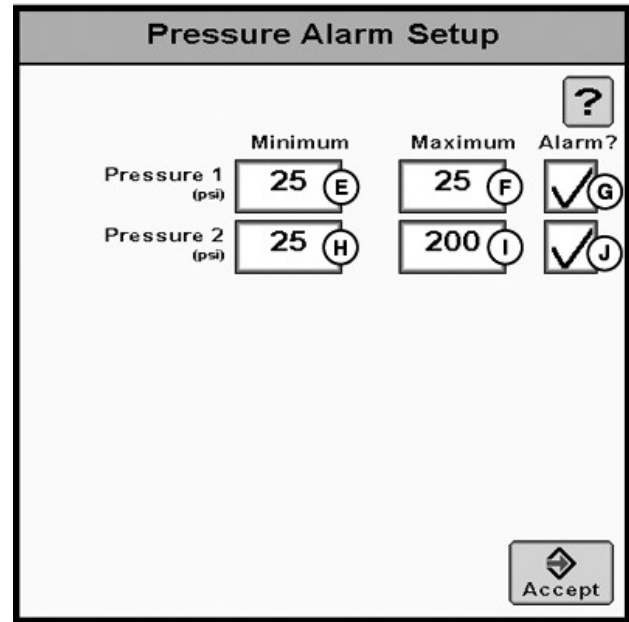 Pressure Alarm Setup
?
Minimum Maximum Alarm?
Pressure 1 25 E 25 F G
(psi)
Pressure 2 25 H 200 I J
(psi)
Accept